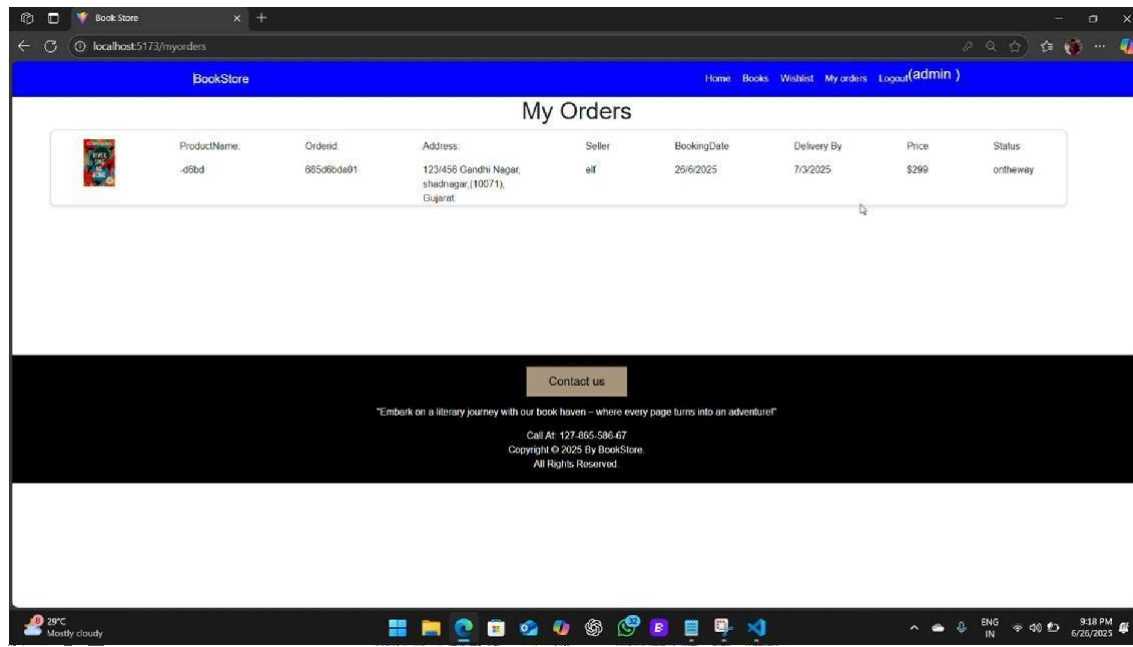 Book Store
localhost:5173/myorders
BookStore
Home Books Wishlist My orders Logout(admin )
My Orders
ProductName: Orderid Address: Seller BookingDate Delivery By Price Status
-d6bd 685d6bda01 123/456 Gandhi Nagar, elf 26/6/2025 7/3/2025 $299 ontheway
shadnagar,(10071),
Gujarat.
Contact us
"Embark on a literary journey with our book haven – where every page turns into an adventure!"
Call At: 127-865-586-67
Copyright © 2025 By BookStore.
All Rights Reserved.
29°C
Mostly cloudy
ENG
IN
9:18 PM
6/26/2025